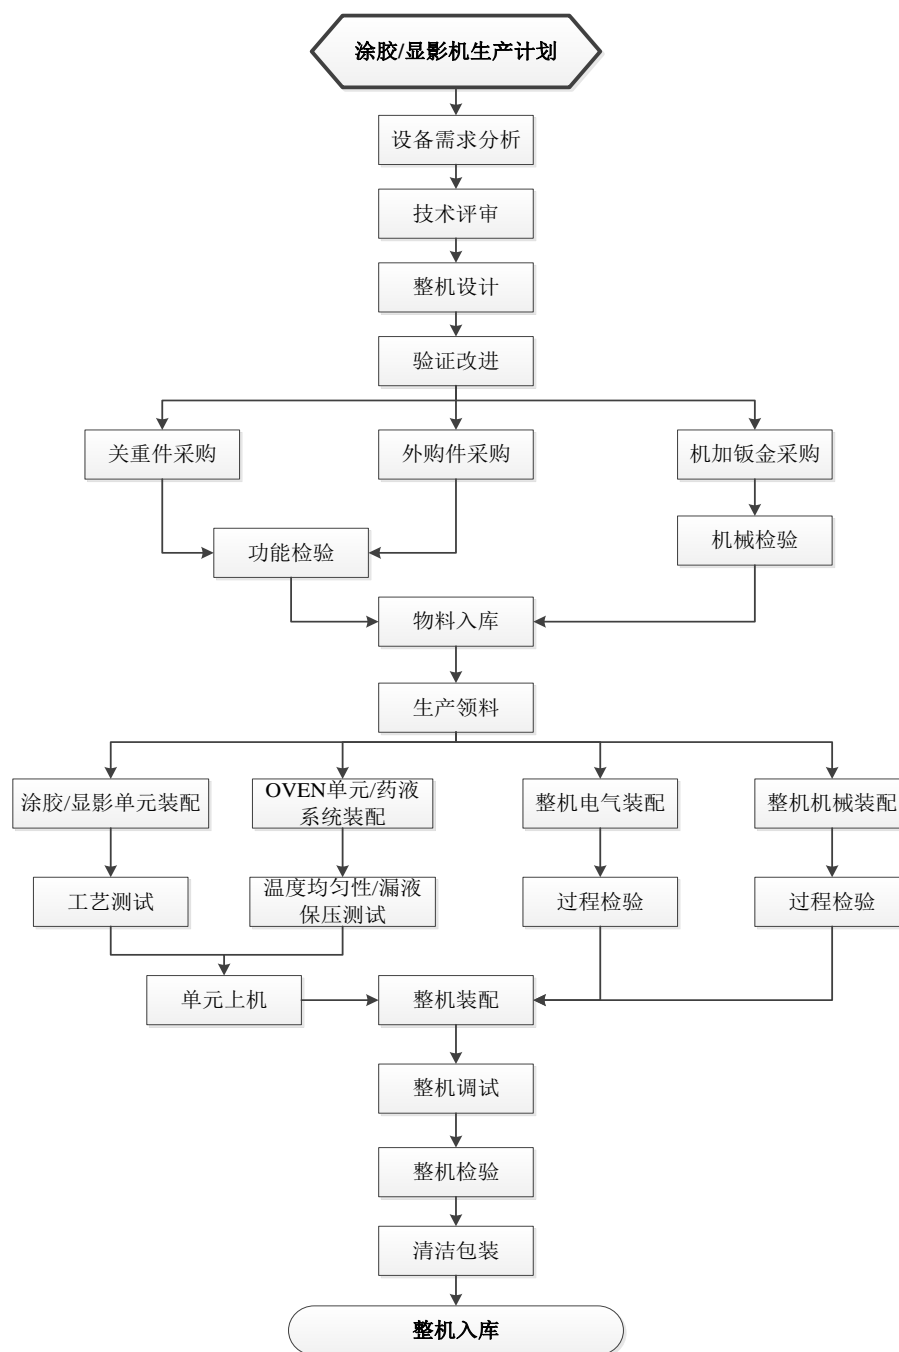 涂胶/显影机生产计划
设备需求分析
技术评审
整机设计
验证改进
关重件采购
外购件采购
机加钣金采购
功能检验
机械检验
物料入库
生产领料
涂胶/显影单元装配
OVEN单元/药液
系统装配
整机电气装配
整机机械装配
工艺测试
温度均匀性/漏液
保压测试
过程检验
过程检验
单元上机
整机装配
整机调试
整机检验
清洁包装
整机入库